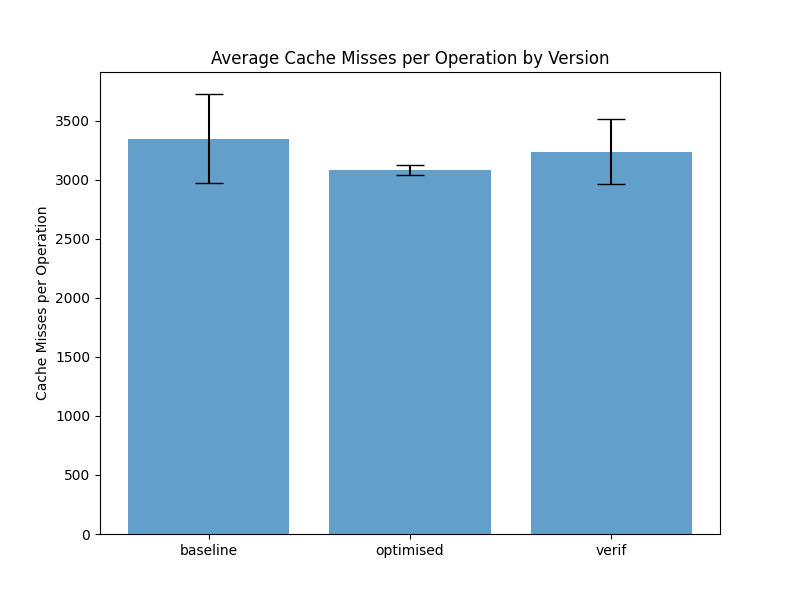 Average Cache Misses per Operation by Version
Cache Misses per Operation
3500
3000
2500
2000
1500
1000
500
0
baseline
optimised
verif